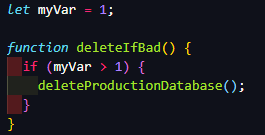 let myVar = 1;
function deleteIfBad() {
if (myVar > 1) {
deleteProductionDatabase();
}
}